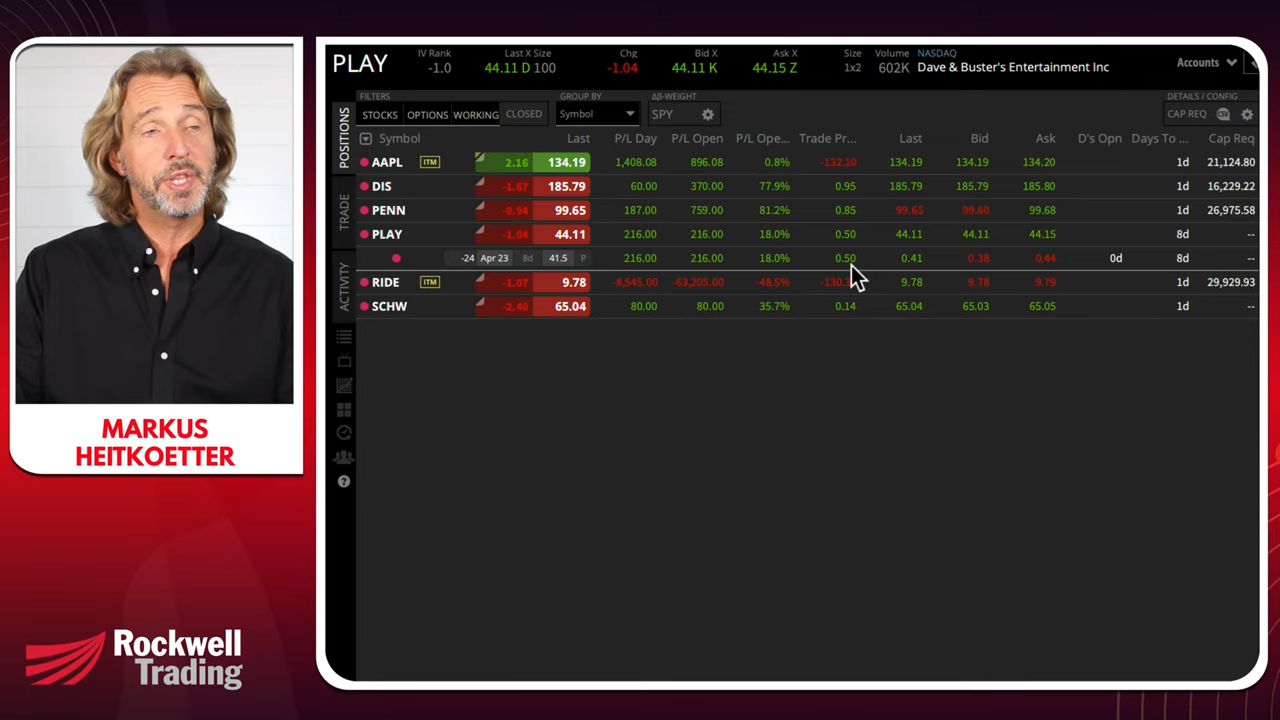 PLAY
IV Rank Last X Size Chg Bid X Ask X Size Volume NASDAQ
-1.0 44.11 D 100 -1.04 44.11 K 44.15 Z 1x2 602K Dave & Buster's Entertainment Inc Accounts
FILTERS GROUP BY Δβ-WEIGHT DETAILS / CONFIG
STOCKS OPTIONS WORKING CLOSED Symbol SPY CAP REQ
POSITIONS
TRADE
ACTIVITY
Symbol Last P/L Day P/L Open P/L Ope... Trade Pr... Last Bid Ask D's Opn Days To ... Cap Req
AAPL ITM 2.16 134.19 1,408.08 896.08 0.8% -132.10 134.19 134.19 134.20 1d 21,124.80
DIS -1.67 185.79 60.00 370.00 77.9% 0.95 185.79 185.79 185.80 1d 16,229.22
PENN -0.94 99.65 187.00 759.00 81.2% 0.85 99.65 99.60 99.68 1d 26,975.58
PLAY -1.04 44.11 216.00 216.00 18.0% 0.50 44.11 44.11 44.15 8d --
-24 Apr 23 8d 41.5 P 216.00 216.00 18.0% 0.50 0.41 0.38 0.44 0d 8d --
RIDE ITM -1.07 9.78 -8,545.00 -63,205.00 -48.5% 9.78 9.78 9.79 1d 29,929.93
SCHW -2.40 65.04 80.00 80.00 35.7% 0.14 65.04 65.03 65.05 1d --
?
MARKUS
HEITKOETTER
Rockwell
Trading